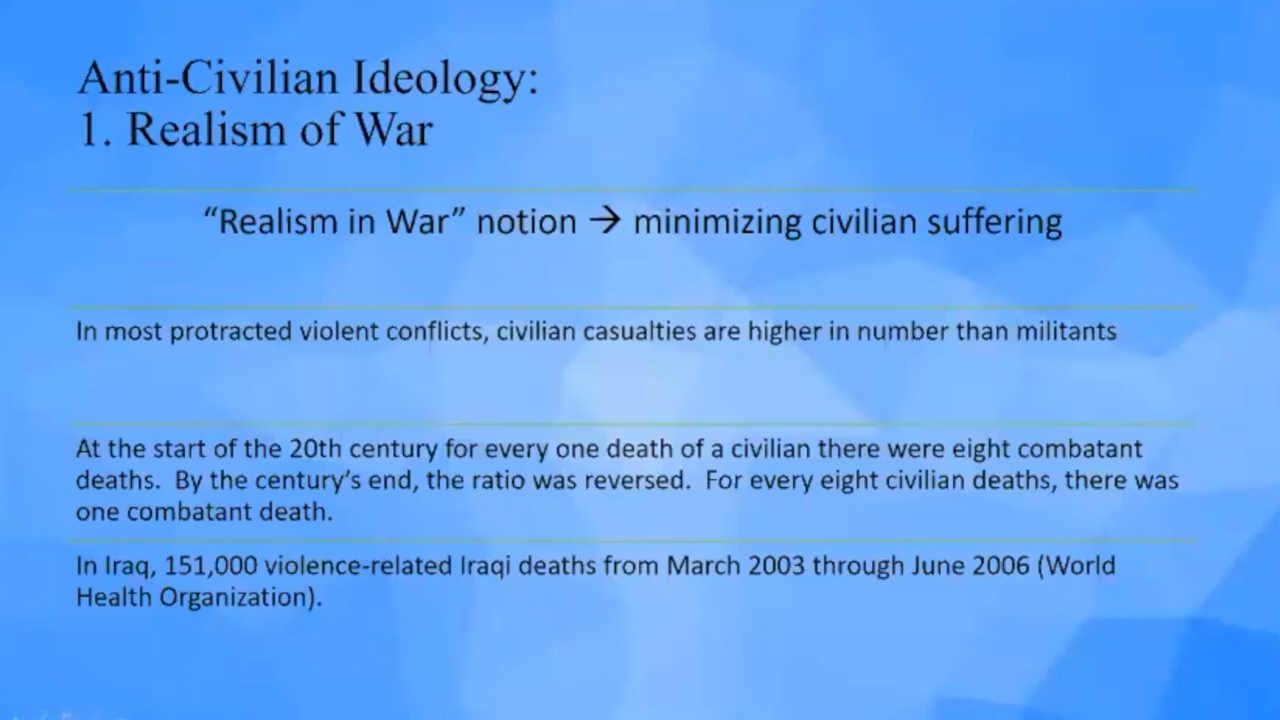 Anti-Civilian Ideology:
1. Realism of War
“Realism in War” notion → minimizing civilian suffering
In most protracted violent conflicts, civilian casualties are higher in number than militants
At the start of the 20th century for every one death of a civilian there were eight combatant
deaths.  By the century’s end, the ratio was reversed.  For every eight civilian deaths, there was
one combatant death.
In Iraq, 151,000 violence-related Iraqi deaths from March 2003 through June 2006 (World
Health Organization).